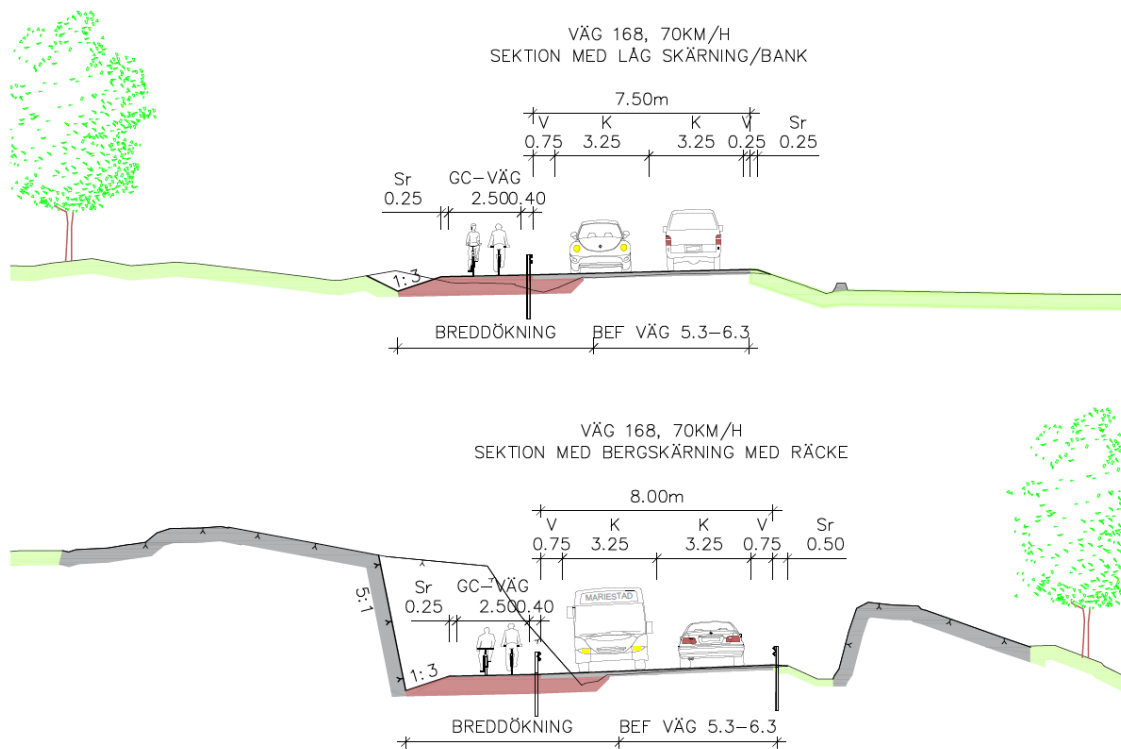 VÄG 168, 70KM/H
SEKTION MED LÅG SKÄRNING/BANK
7.50m
V K K V Sr
0.75 3.25 3.25 0.25 0.25
Sr GC-VÄG
0.25 2.50 0.40
1:3
BREDDÖKNING BEF VÄG 5.3-6.3
VÄG 168, 70KM/H
SEKTION MED BERGSKÄRNING MED RÄCKE
8.00m
V K K V Sr
0.75 3.25 3.25 0.75 0.50
Sr GC-VÄG
0.25 2.50 0.40
5:1
MARIESTAD
1:3
BREDDÖKNING BEF VÄG 5.3-6.3